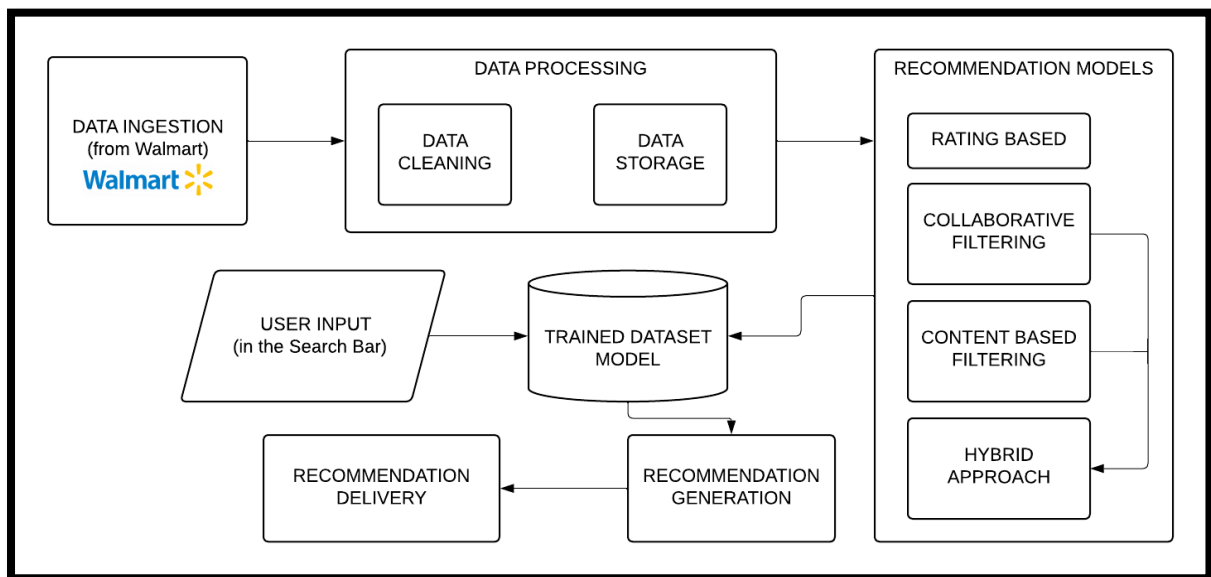 DATA INGESTION
(from Walmart)
Walmart
DATA PROCESSING
DATA
CLEANING
DATA
STORAGE
RECOMMENDATION MODELS
RATING BASED
COLLABORATIVE
FILTERING
CONTENT BASED
FILTERING
HYBRID
APPROACH
USER INPUT
(in the Search Bar)
TRAINED DATASET
MODEL
RECOMMENDATION
DELIVERY
RECOMMENDATION
GENERATION